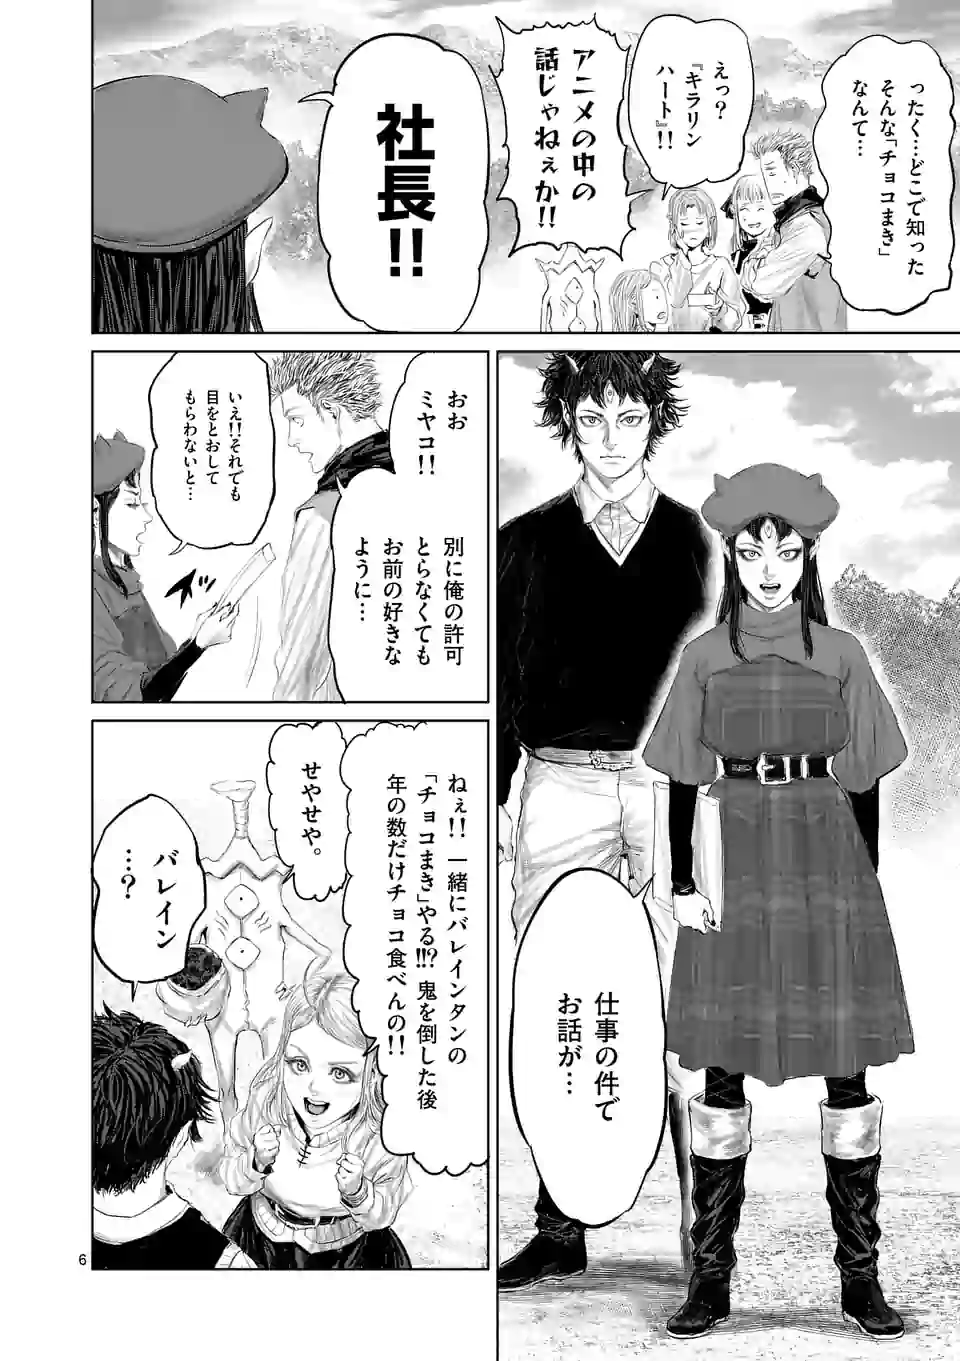 ったく…どこで知った
そんな「チョコまき」
なんて…
えっ?
『キラリン
ハート』!!
アニメの中の
話じゃねぇか!!
社長!!
仕事の件で
お話が…
おお
ミヤコ!!
別に俺の許可
とらなくても
お前の好きな
ように…
いえ!!それでも
目をとおして
もらわないと…
ズイッ
ねぇ!!一緒にバレインタンの
「チョコまき」やる!!?鬼を倒した後
年の数だけチョコ食べんの!!
せやせや。
バレイン
…?
6